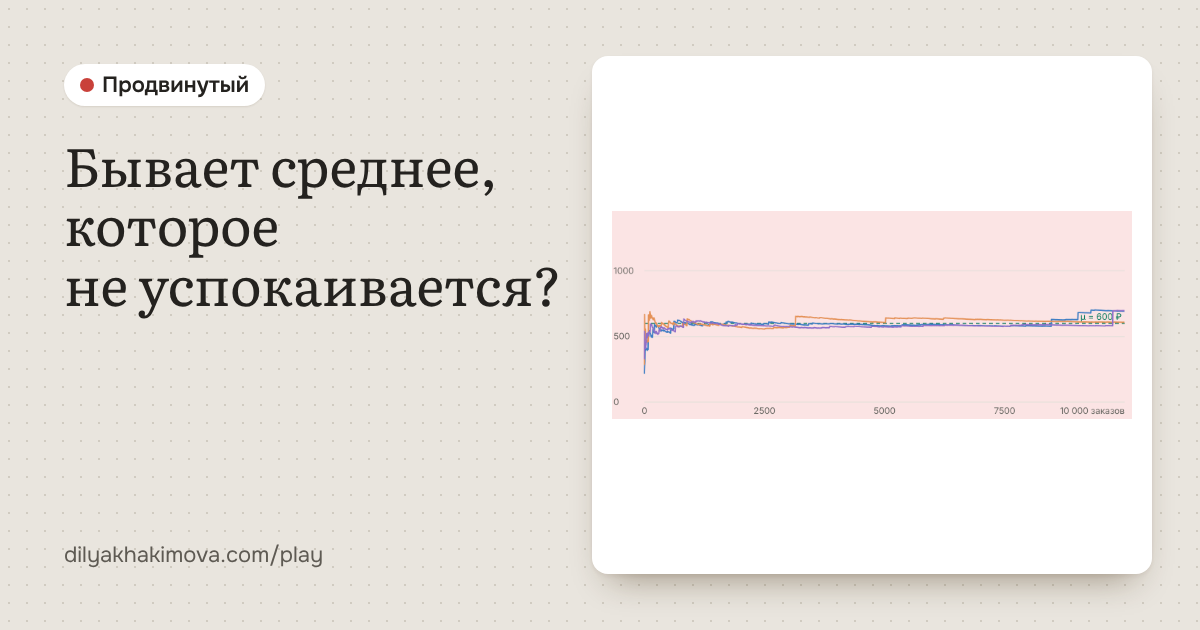 Продвинутый
Бывает среднее,
которое
не успокаивается?
1000
500
0
μ = 600 ₽
0 2500 5000 7500 10 000 заказов
dilyakhakimova.com/play